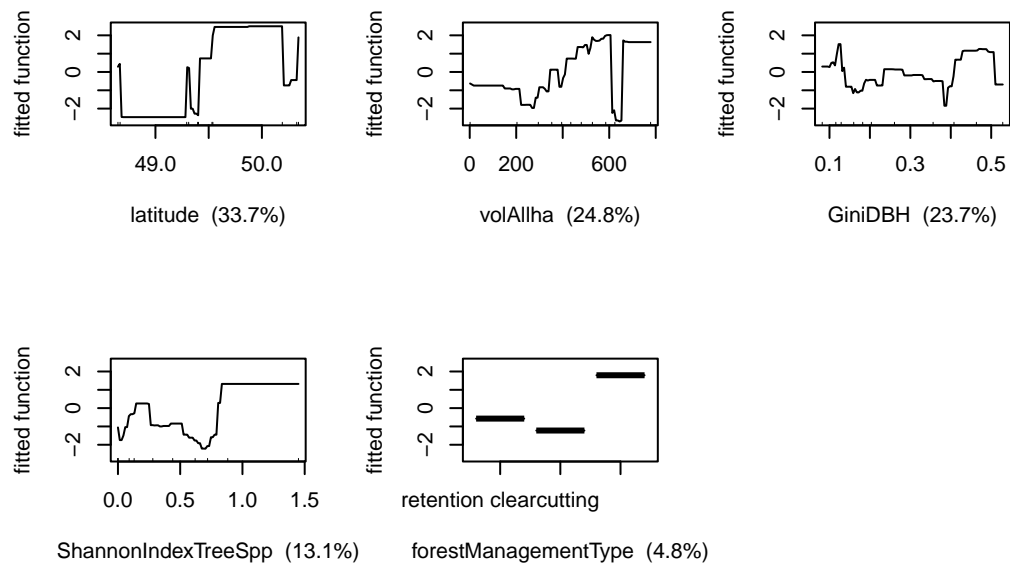 fitted function
2
0
−2
49.0 50.0
latitude (33.7%)
fitted function
2
0
−2
0 200 600
volAllha (24.8%)
fitted function
2
0
−2
0.1 0.3 0.5
GiniDBH (23.7%)
fitted function
2
0
−2
0.0 0.5 1.0 1.5
ShannonIndexTreeSpp (13.1%)
fitted function
2
0
−2
retention clearcutting
forestManagementType (4.8%)